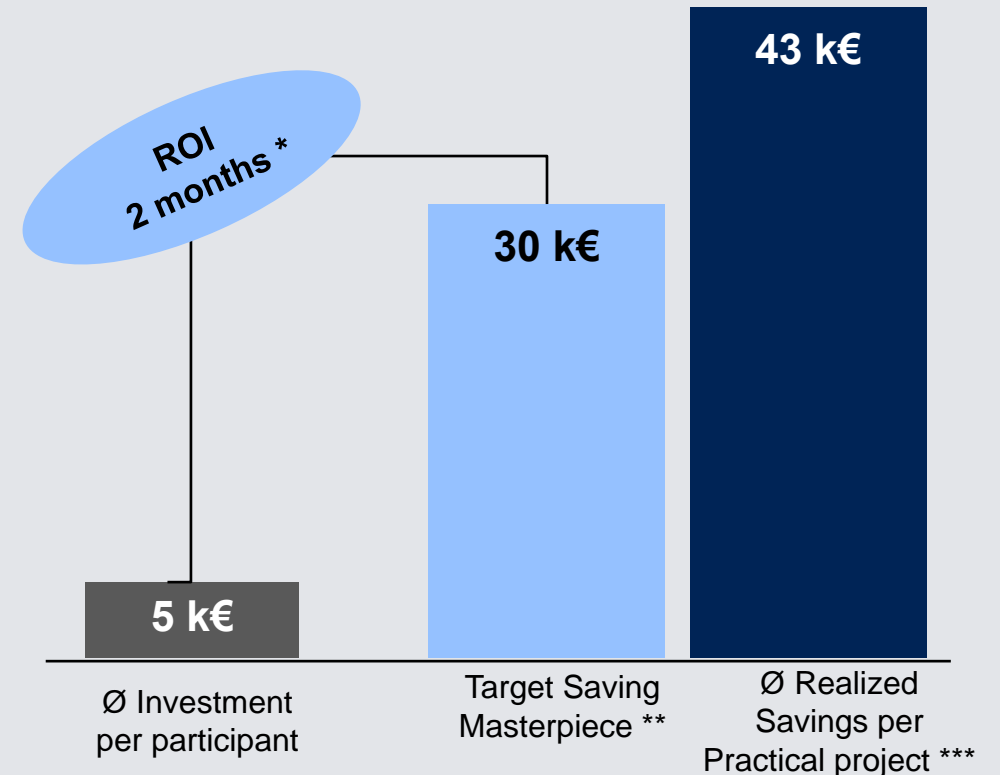 43 k€
ROI
2 months *
30 k€
5 k€
Ø Investment
per participant
Target Saving
Masterpiece **
Ø Realized
Savings per
Practical project ***